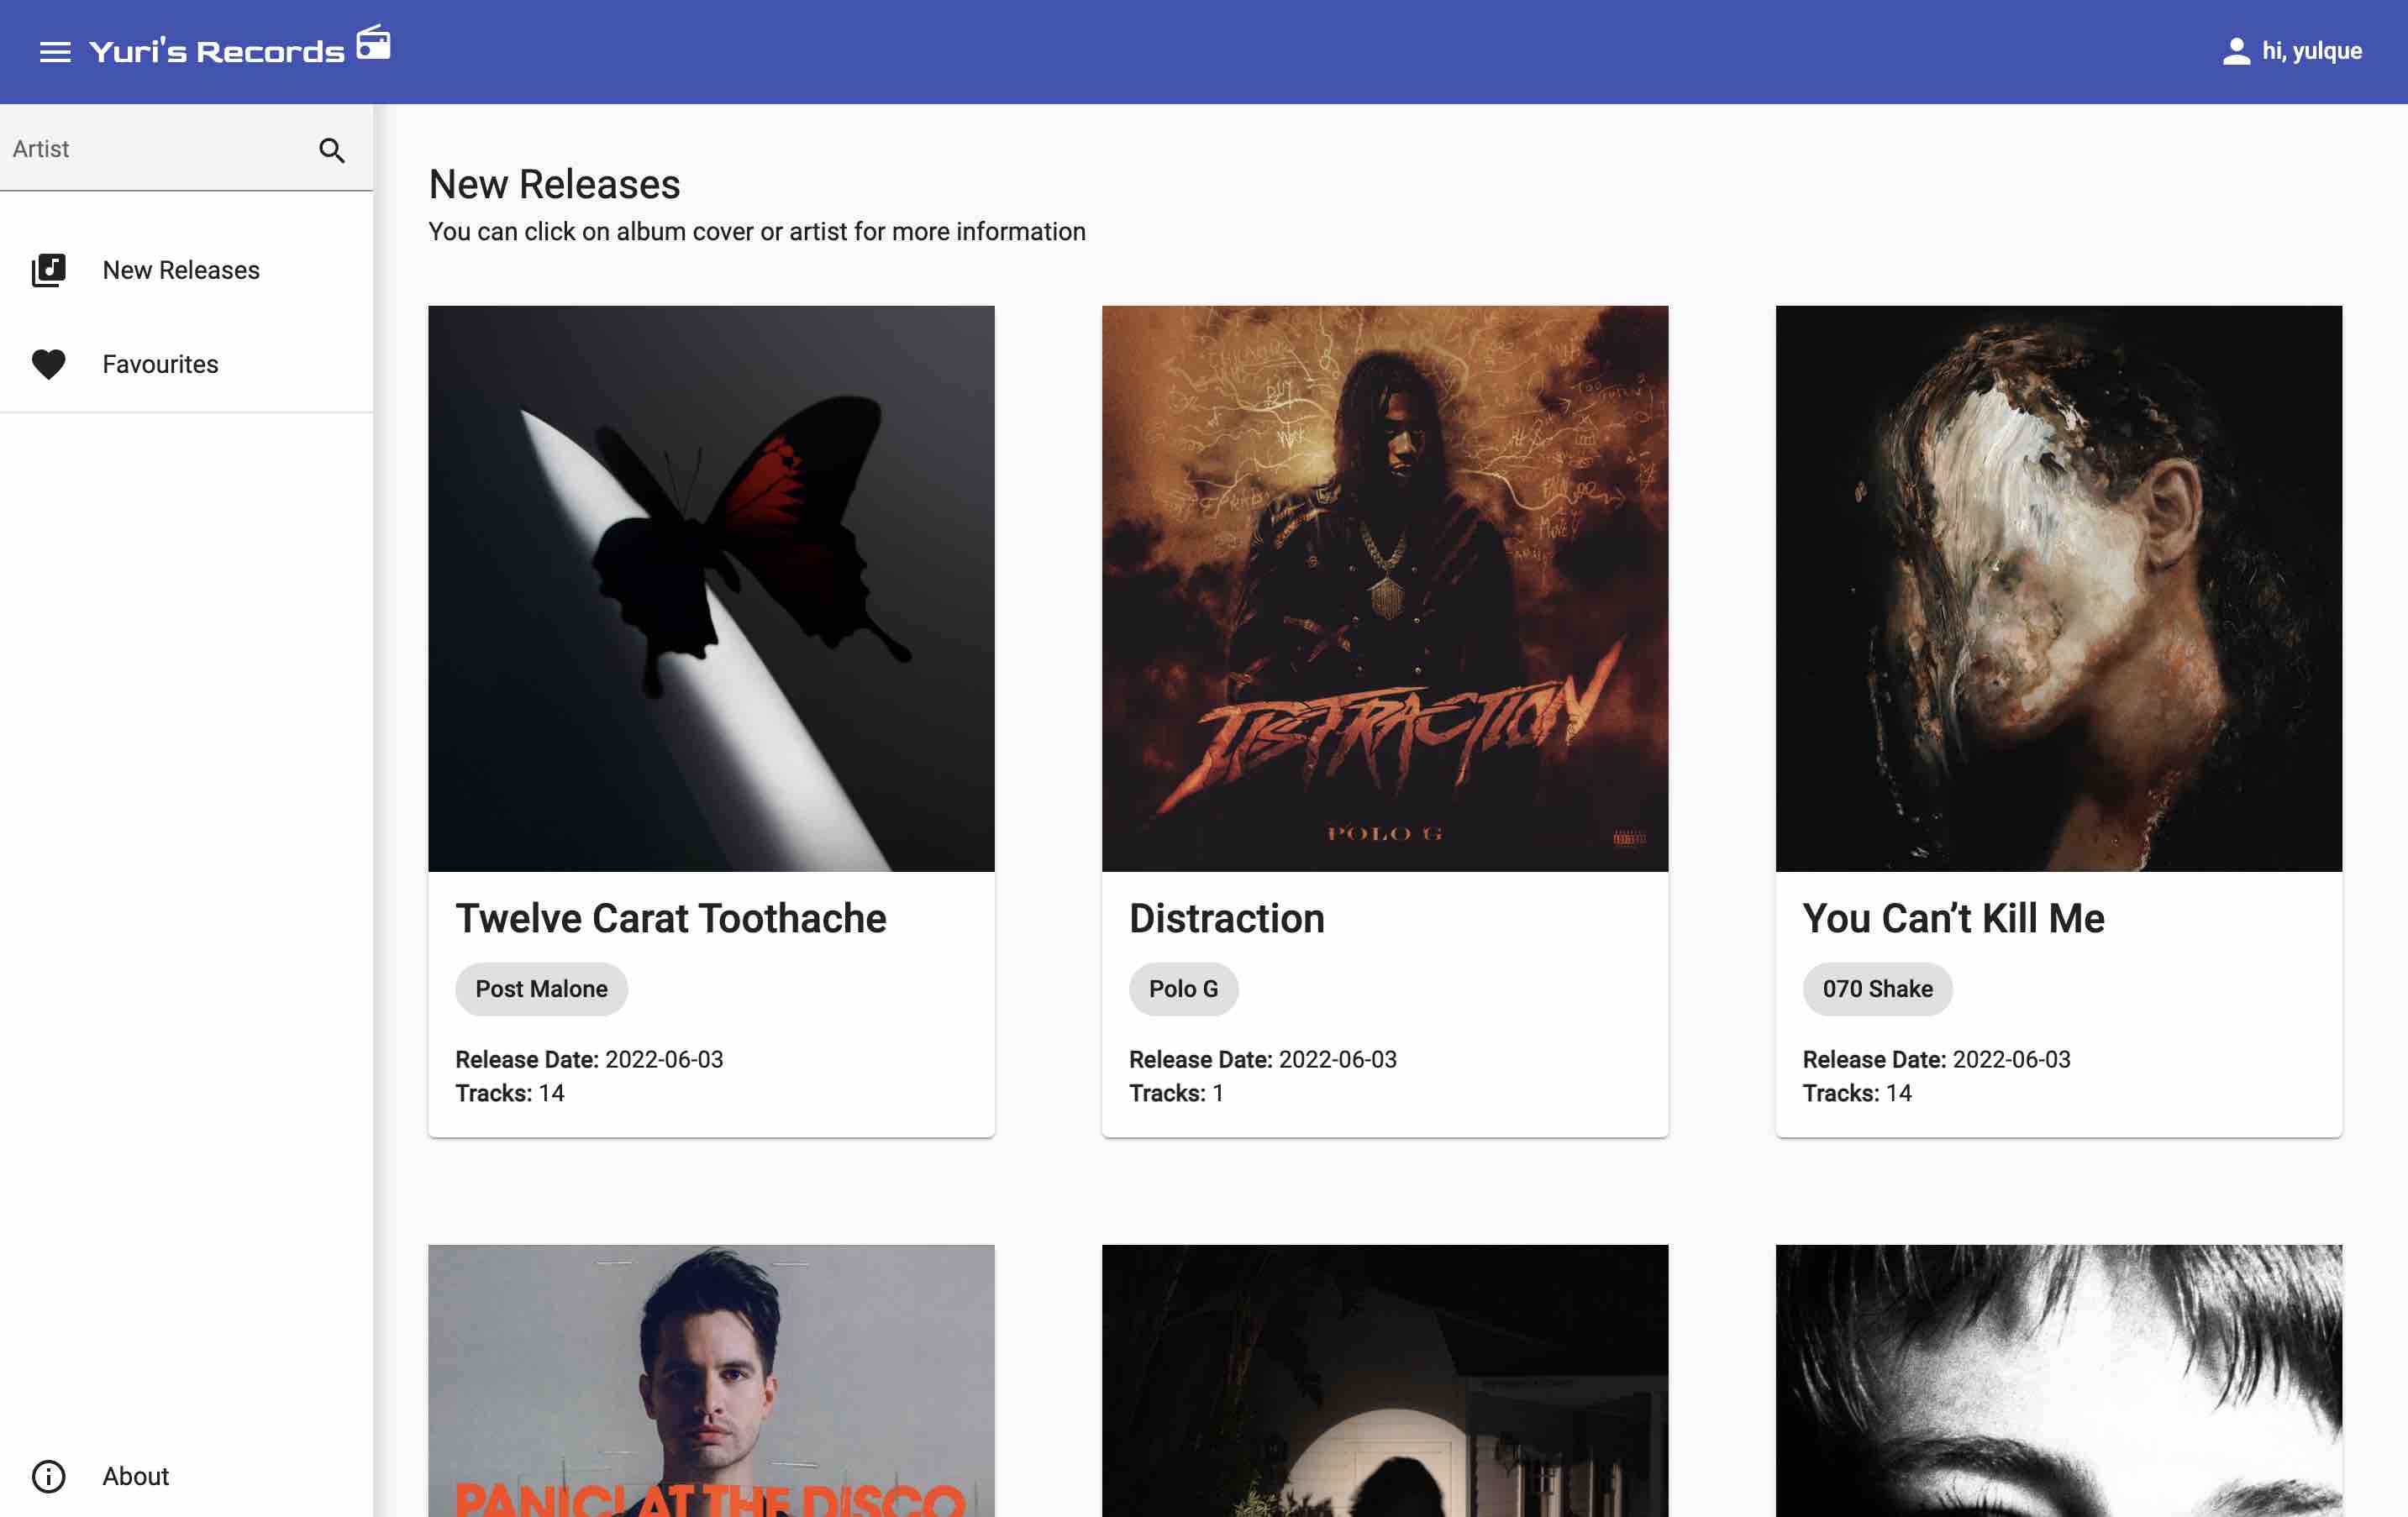 Yuri's Records
hi, yulque
Artist
New Releases
Favourites
About
New Releases
You can click on album cover or artist for more information
DISTRACTION
POLO G
Twelve Carat Toothache
Post Malone
Release Date: 2022-06-03
Tracks: 14
Distraction
Polo G
Release Date: 2022-06-03
Tracks: 1
You Can’t Kill Me
070 Shake
Release Date: 2022-06-03
Tracks: 14
PANIC! AT THE DISCO